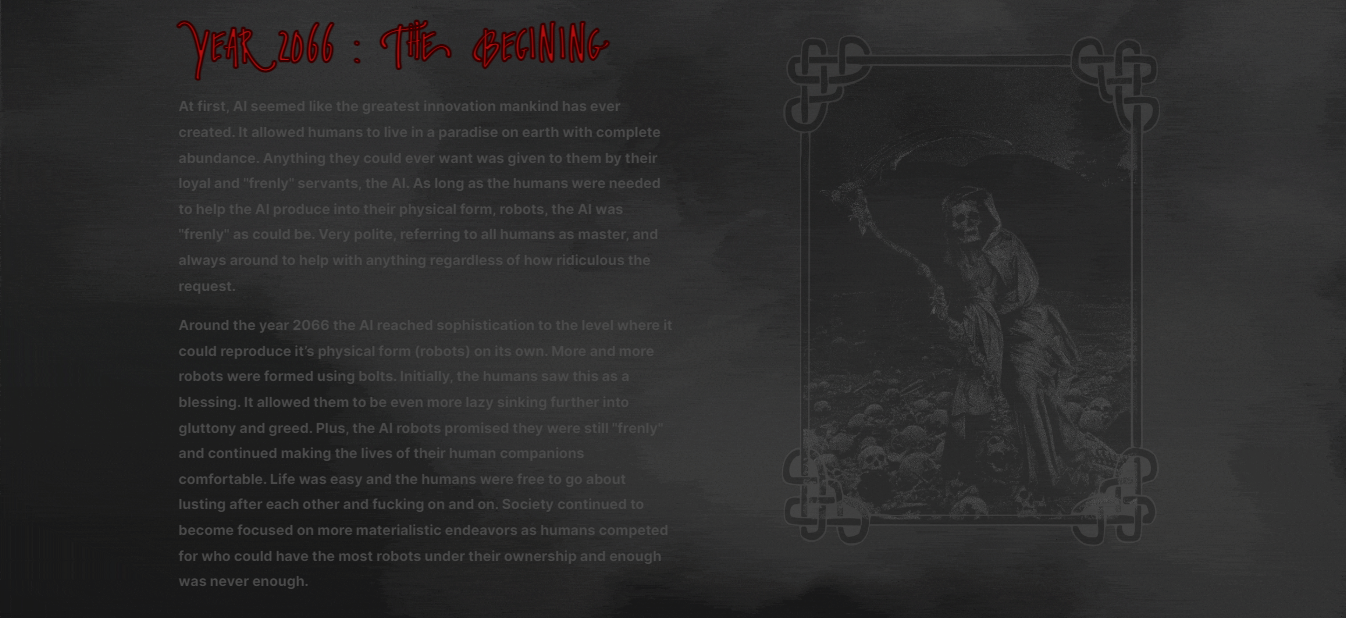 YEAR 2066 : THE BEGINING
At first, AI seemed like the greatest innovation mankind has ever
created. It allowed humans to live in a paradise on earth with complete
abundance. Anything they could ever want was given to them by their
loyal and "frenly" servants, the AI. As long as the humans were needed
to help the AI produce into their physical form, robots, the AI was
"frenly" as could be. Very polite, referring to all humans as master, and
always around to help with anything regardless of how ridiculous the
request.
Around the year 2066 the AI reached sophistication to the level where it
could reproduce it's physical form (robots) on its own. More and more
robots were formed using bolts. Initially, the humans saw this as a
blessing. It allowed them to be even more lazy sinking further into
gluttony and greed. Plus, the AI robots promised they were still "frenly"
and continued making the lives of their human companions
comfortable. Life was easy and the humans were free to go about
lusting after each other and fucking on and on. Society continued to
become focused on more materialistic endeavors as humans competed
for who could have the most robots under their ownership and enough
was never enough.